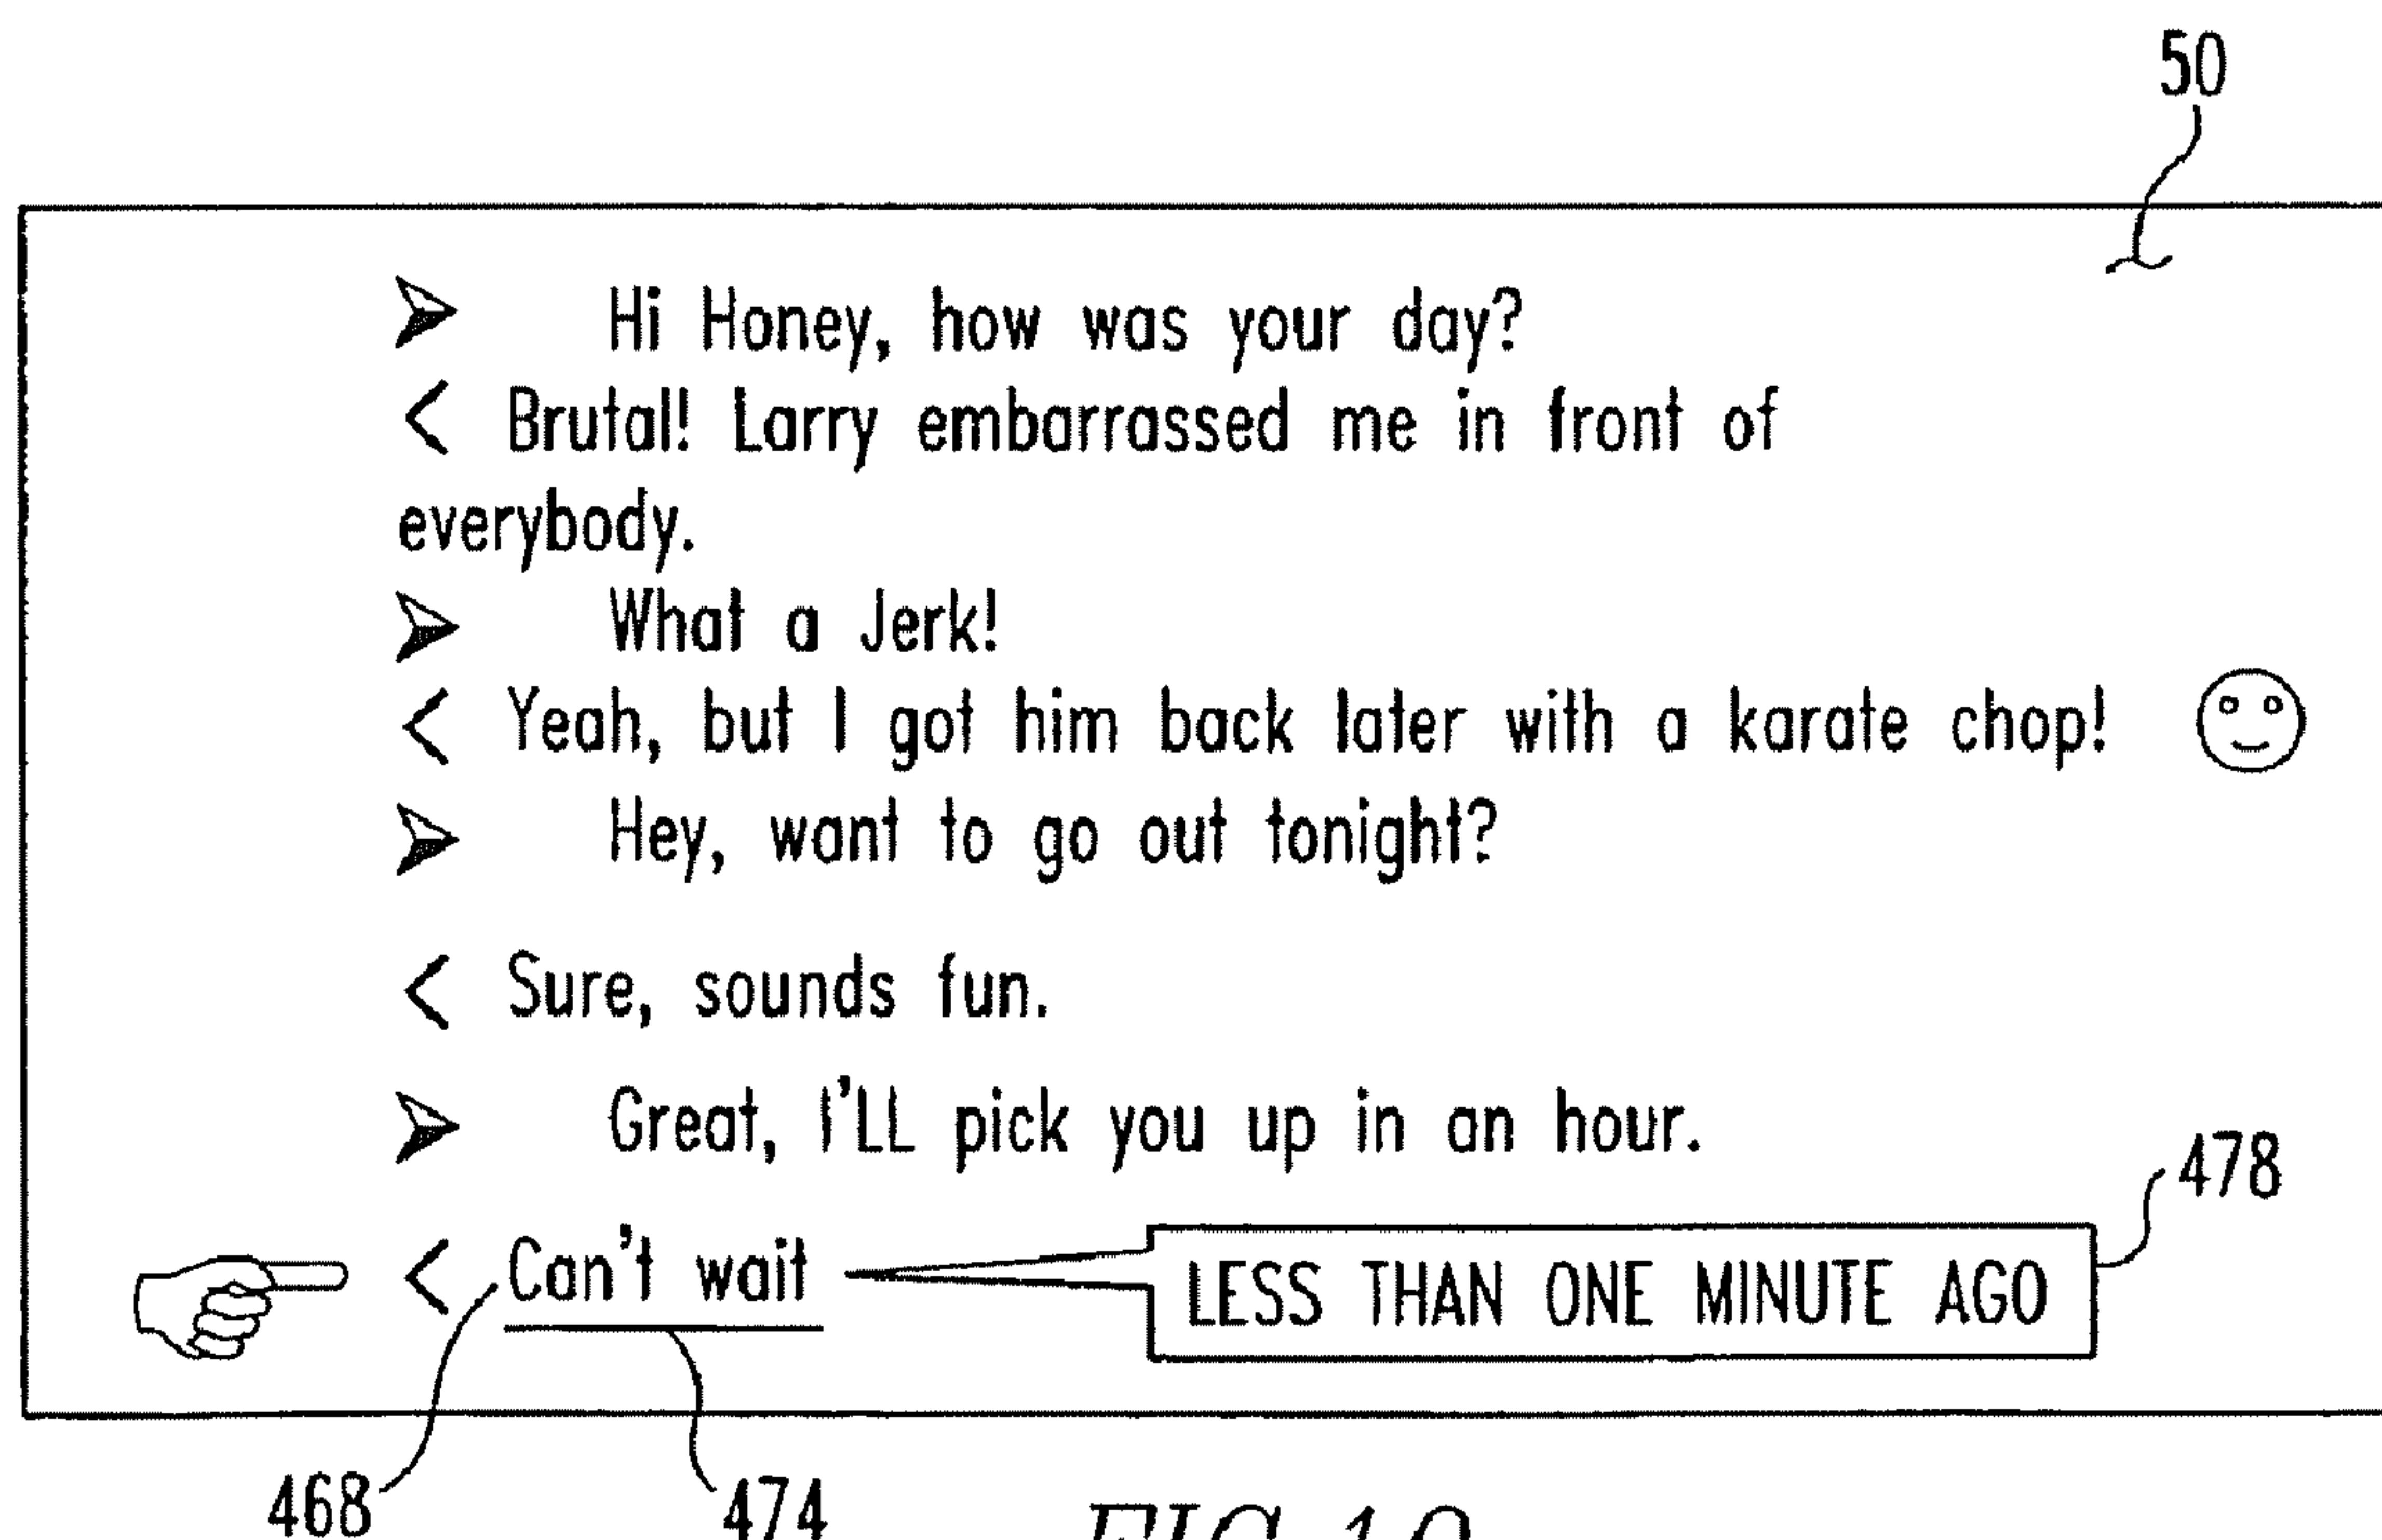 50
➢ Hi Honey, how was your day?
< Brutal! Larry embarrassed me in front of
everybody.
➢ What a Jerk!
< Yeah, but I got him back later with a karate chop!
➢ Hey, want to go out tonight?
< Sure, sounds fun.
➢ Great, I'LL pick you up in an hour.
478
< Can't wait
LESS THAN ONE MINUTE AGO
468
474